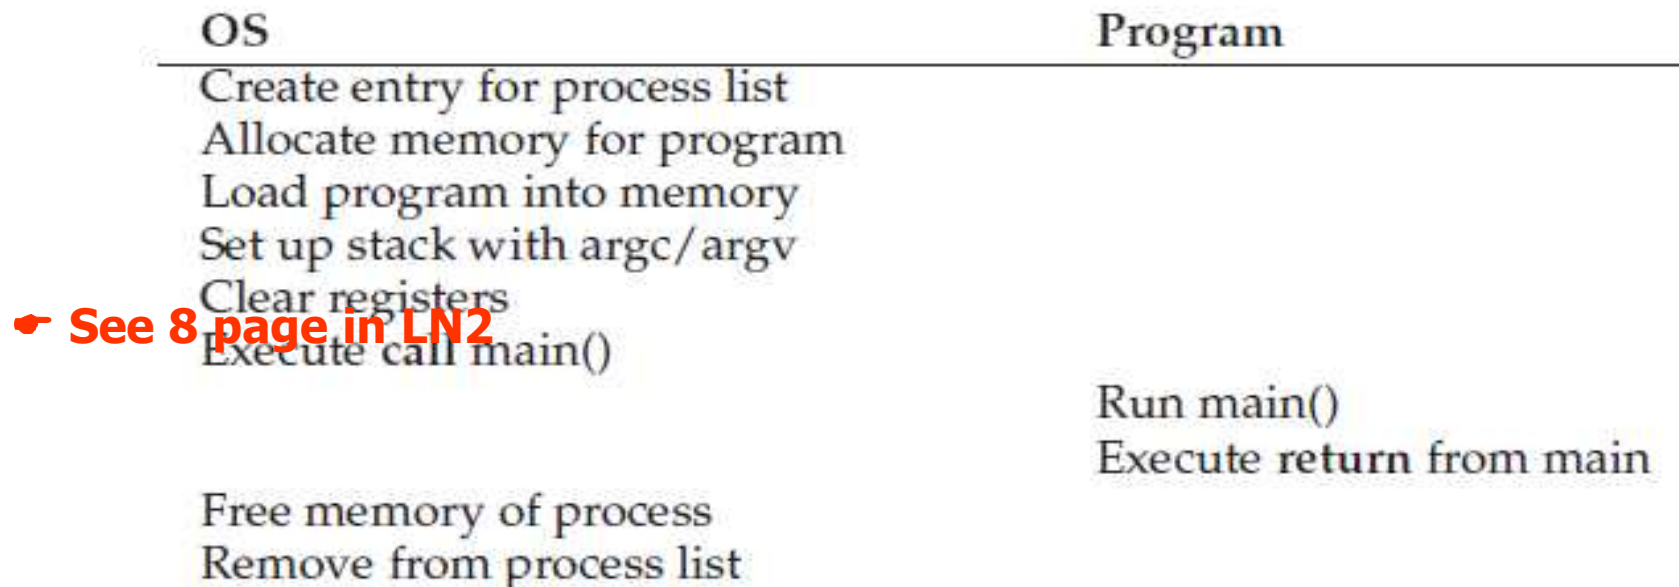 OS Program
Create entry for process list
Allocate memory for program
Load program into memory
Set up stack with argc/argv
Clear registers
☛ See 8 page in LN2
Execute call main()
Run main()
Execute return from main
Free memory of process
Remove from process list